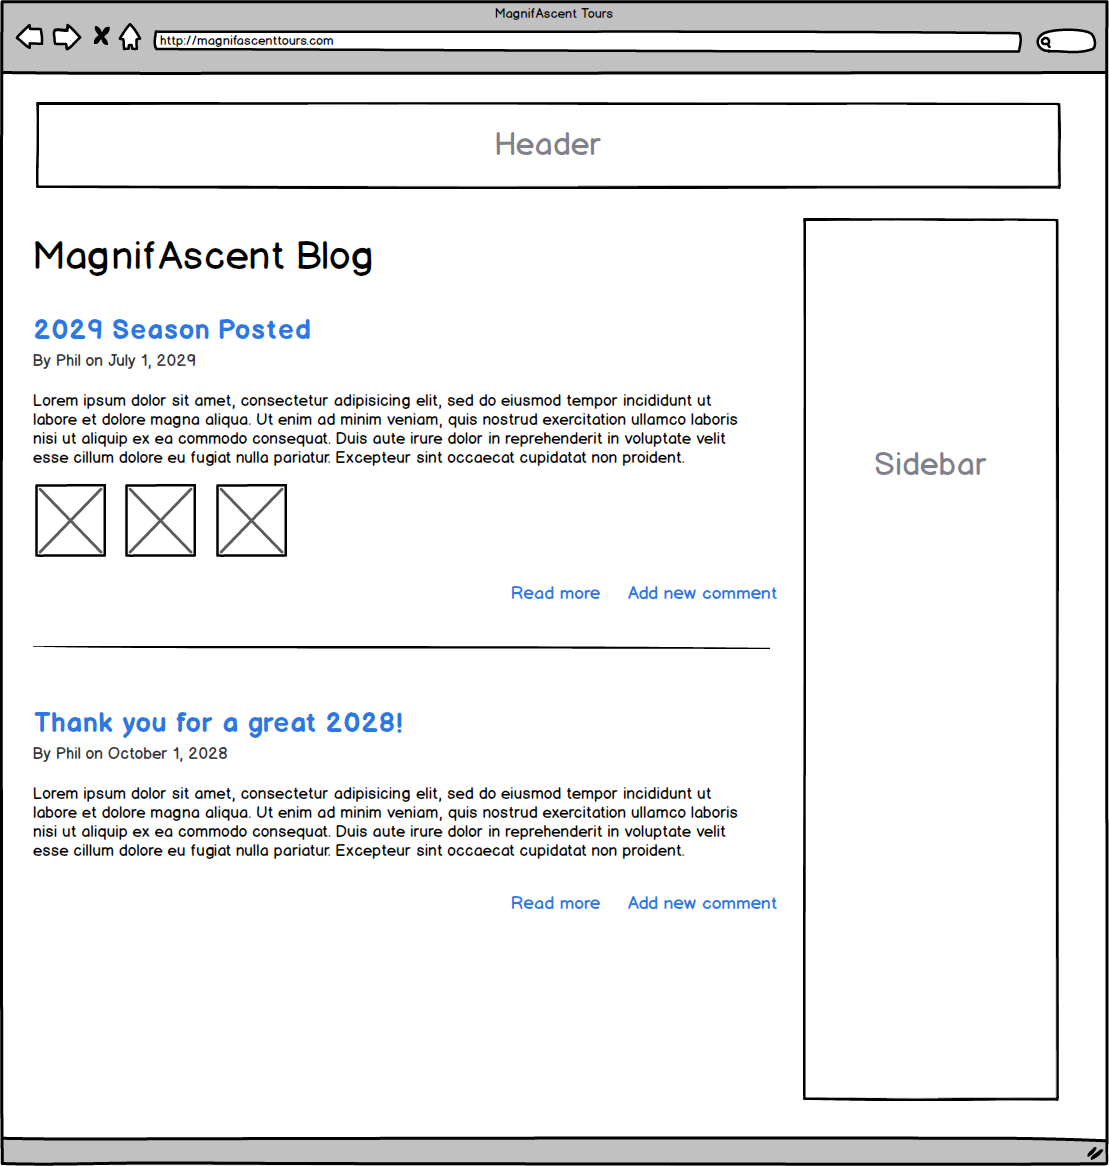 MagnifAscent Tours
http://magnifascenttours.com
Header
MagnifAscent Blog
2029 Season Posted
By Phil on July 1, 2029
Lorem ipsum dolor sit amet, consectetur adipisicing elit, sed do eiusmod tempor incididunt ut
labore et dolore magna aliqua. Ut enim ad minim veniam, quis nostrud exercitation ullamco laboris
nisi ut aliquip ex ea commodo consequat. Duis aute irure dolor in reprehenderit in voluptate velit
esse cillum dolore eu fugiat nulla pariatur. Excepteur sint occaecat cupidatat non proident.
Read more Add new comment
Thank you for a great 2028!
By Phil on October 1, 2028
Lorem ipsum dolor sit amet, consectetur adipisicing elit, sed do eiusmod tempor incididunt ut
labore et dolore magna aliqua. Ut enim ad minim veniam, quis nostrud exercitation ullamco laboris
nisi ut aliquip ex ea commodo consequat. Duis aute irure dolor in reprehenderit in voluptate velit
esse cillum dolore eu fugiat nulla pariatur. Excepteur sint occaecat cupidatat non proident.
Read more Add new comment
Sidebar